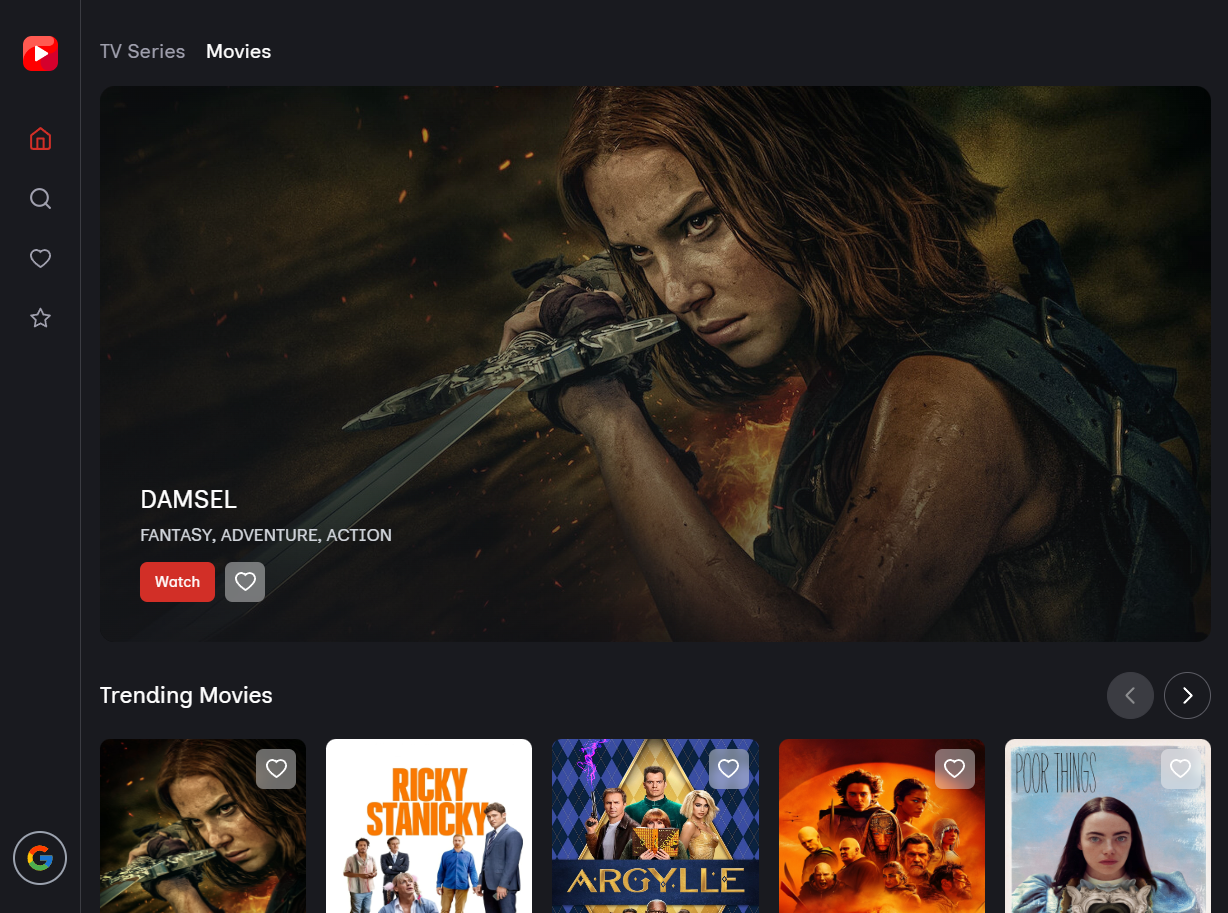 TV Series Movies
DAMSEL
FANTASY, ADVENTURE, ACTION
Watch
Trending Movies
RICKY
STANICKY
ARGYLLE
POOR THINGS